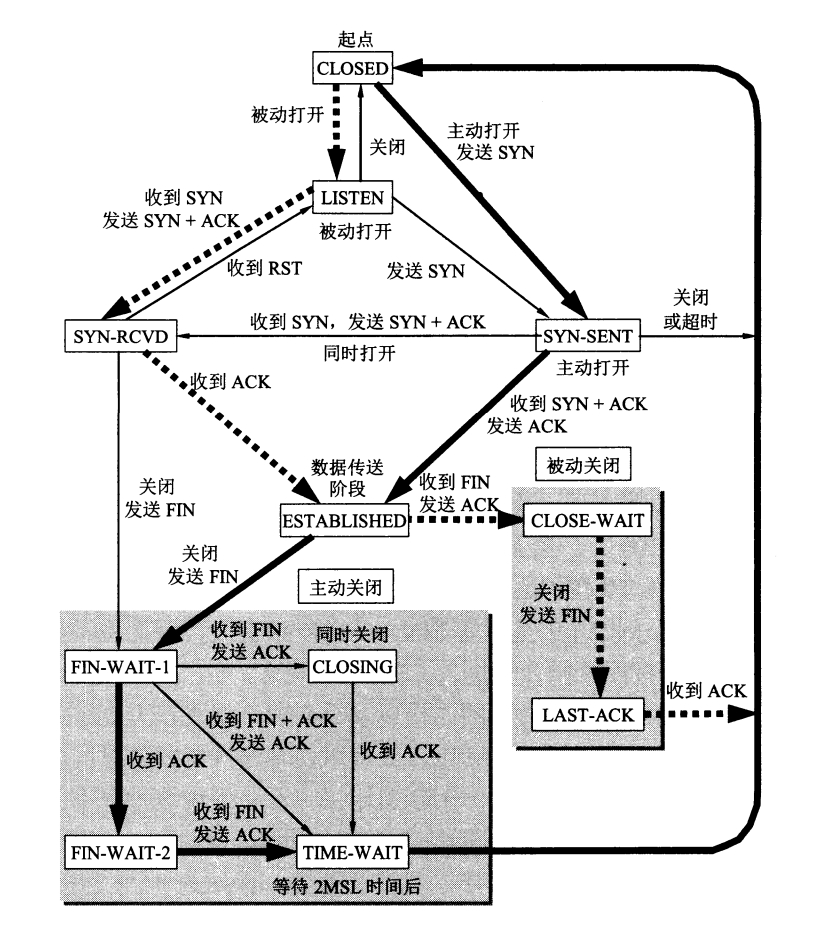 起点
CLOSED
被动打开
关闭
主动打开
发送 SYN
收到 SYN
发送 SYN + ACK
LISTEN
被动打开
收到 RST
发送 SYN
关闭
或超时
SYN-RCVD
收到 SYN，发送 SYN + ACK
同时打开
SYN-SENT
主动打开
收到 ACK
收到 SYN + ACK
发送 ACK
数据传送
阶段
被动关闭
收到 FIN
发送 ACK
关闭
发送 FIN
ESTABLISHED
CLOSE-WAIT
关闭
发送 FIN
主动关闭
关闭
发送 FIN
收到 FIN
发送 ACK
同时关闭
FIN-WAIT-1
CLOSING
收到 ACK
LAST-ACK
收到 FIN + ACK
发送 ACK
收到 ACK
收到 ACK
收到 FIN
发送 ACK
FIN-WAIT-2
TIME-WAIT
等待 2MSL 时间后